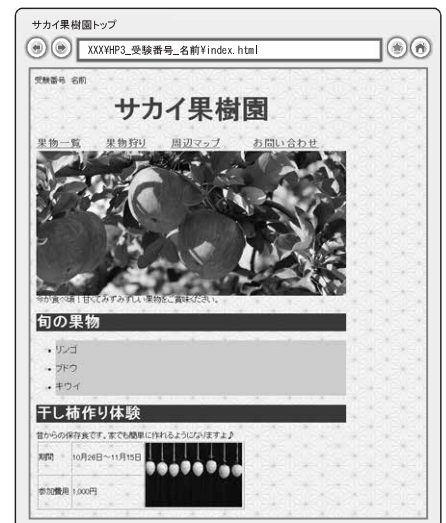 サカイ果樹園トップ
XXX¥HP3_受験番号_名前¥index.html
受験番号 名前
サカイ果樹園
果物一覧 果物狩り 周辺マップ お問い合わせ
今が食べ頃！甘くてみずみずしい果物をご賞味ください。
旬の果物
・リンゴ
・ブドウ
・キウイ
干し柿作り体験
昔からの保存食です。家でも簡単に作れるようになりますよ♪
期間 10月26日～11月15日
参加費用 1,000円